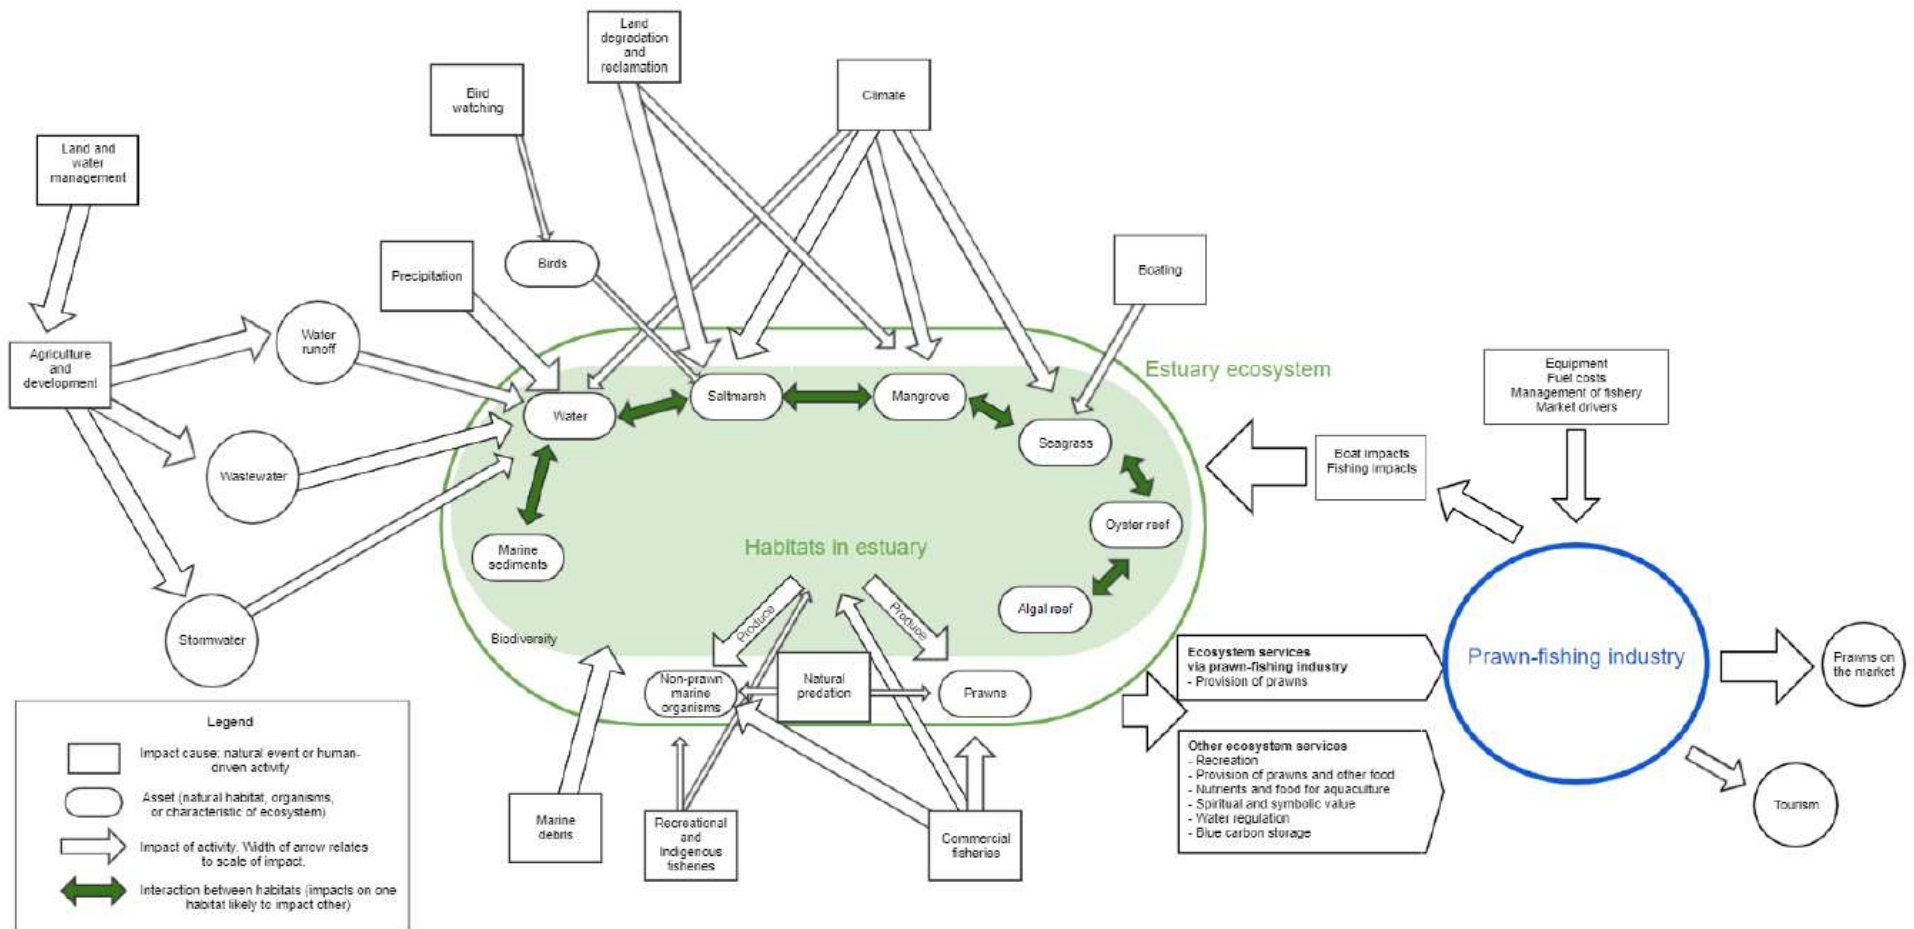 Land
degradation
and
reclamation
Climate
Bird
watching
Land and
water
management
Precipitation
Birds
Boating
Water
runoff
Agriculture
and
development
Estuary ecosystem
Equipment
Fuel costs
Management of fishery
Market drivers
Saltmarsh
Mangrove
Water
Seagrass
Boat impacts
Fishing impacts
Wastewater
Oyster reef
Marine
sediments
Habitats in estuary
Algal reef
Stormwater
Biodiversity
Produce
Produce
Ecosystem services
via prawn-fishing industry
- Provision of prawns
Prawn-fishing industry
Prawns on
the market
Non-prawn
marine
organisms
Natural
predation
Prawns
Other ecosystem services
- Recreation
- Provision of prawns and other food
- Nutrients and food for aquaculture
- Spiritual and symbolic value
- Water regulation
- Blue carbon storage
Tourism
Marine
debris
Recreational
and
Indigenous
fisheries
Commercial
fisheries
Legend
Impact cause; natural event or human-
driven activity
Asset (natural habitat, organisms,
or characteristic of ecosystem)
Impact of activity. Width of arrow relates
to scale of impact.
Interaction between habitats (impacts on one
habitat likely to impact other)